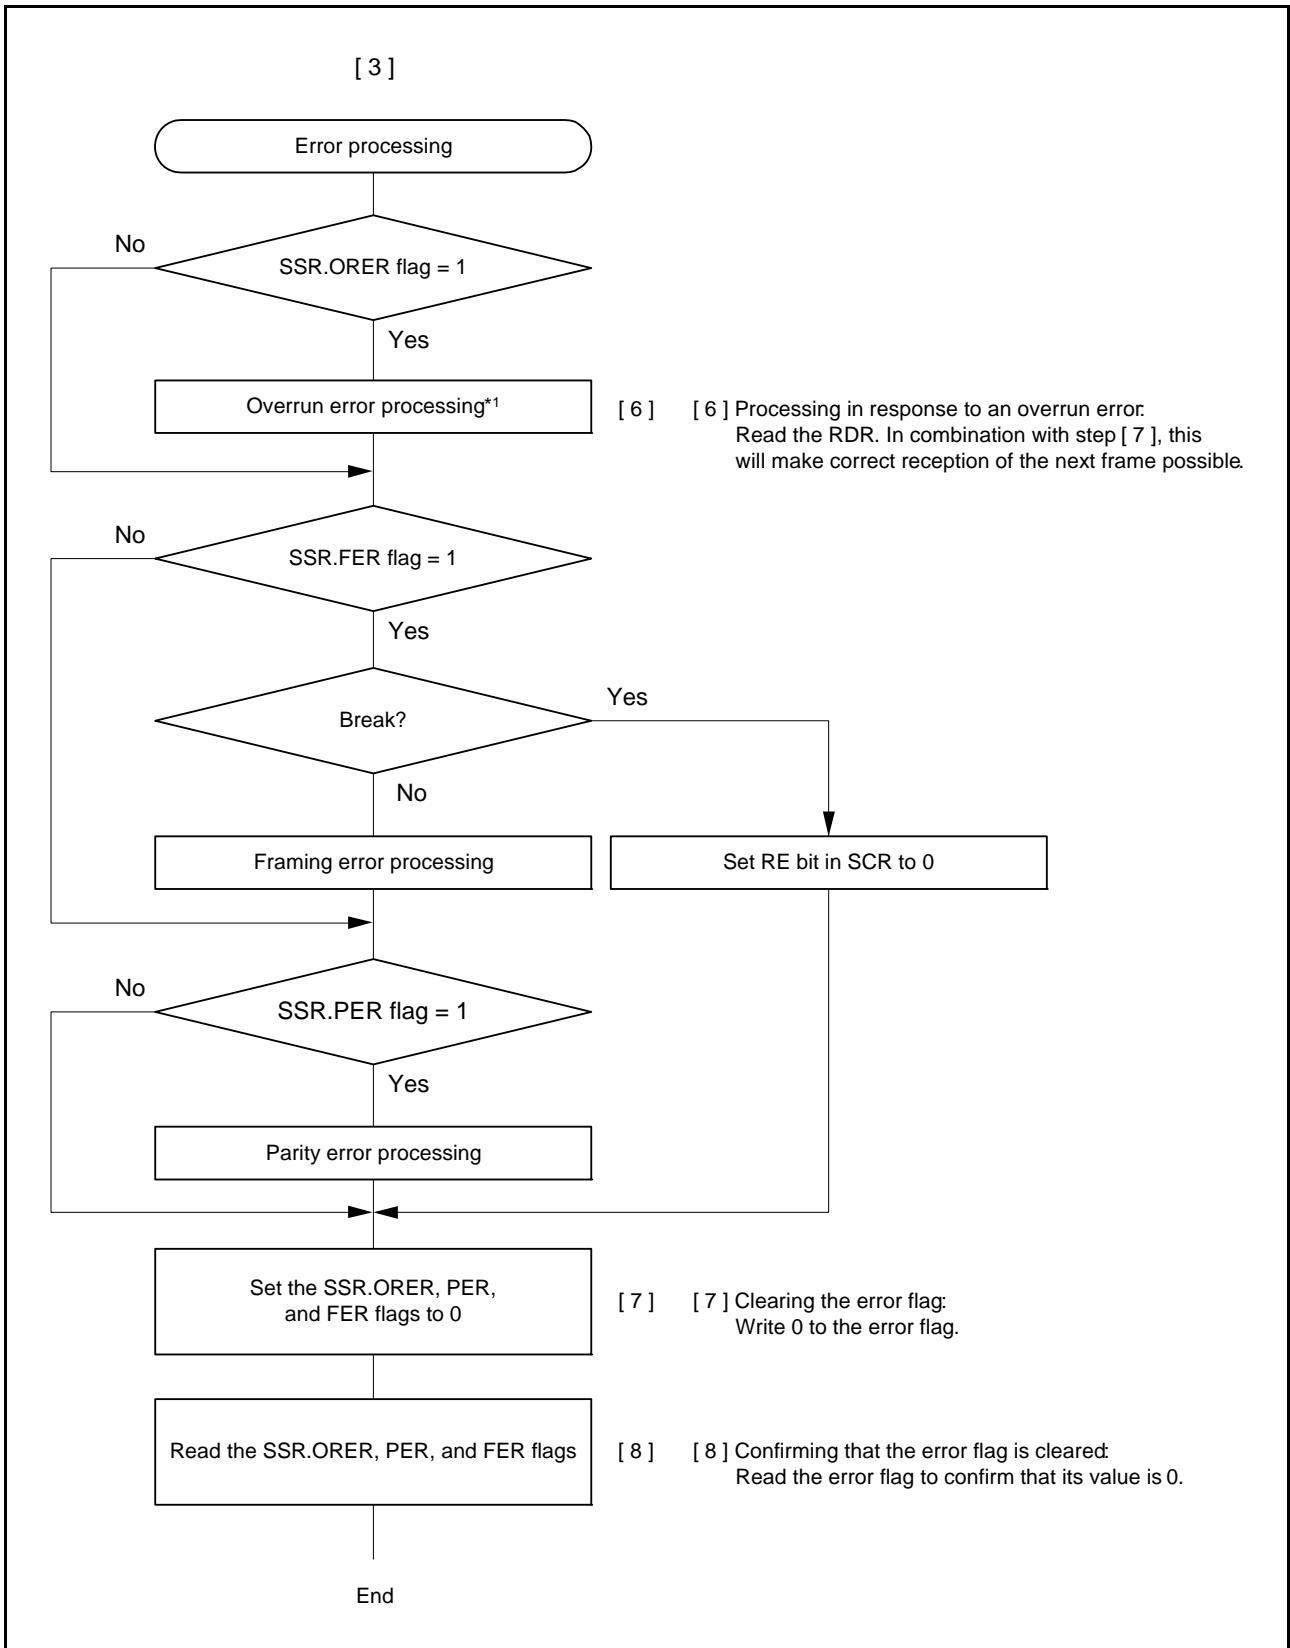 [ 3 ]
Error processing
No
SSR.ORER flag = 1
Yes
Overrun error processing*1
[ 6 ]
[ 6 ] Processing in response to an overrun error:
Read the RDR. In combination with step [ 7 ], this
will make correct reception of the next frame possible.
No
SSR.FER flag = 1
Yes
Break?
Yes
No
Framing error processing
Set RE bit in SCR to 0
No
SSR.PER flag = 1
Yes
Parity error processing
Set the SSR.ORER, PER,
and FER flags to 0
[ 7 ]
[ 7 ] Clearing the error flag:
Write 0 to the error flag.
Read the SSR.ORER, PER, and FER flags
[ 8 ]
[ 8 ] Confirming that the error flag is cleared:
Read the error flag to confirm that its value is 0.
End